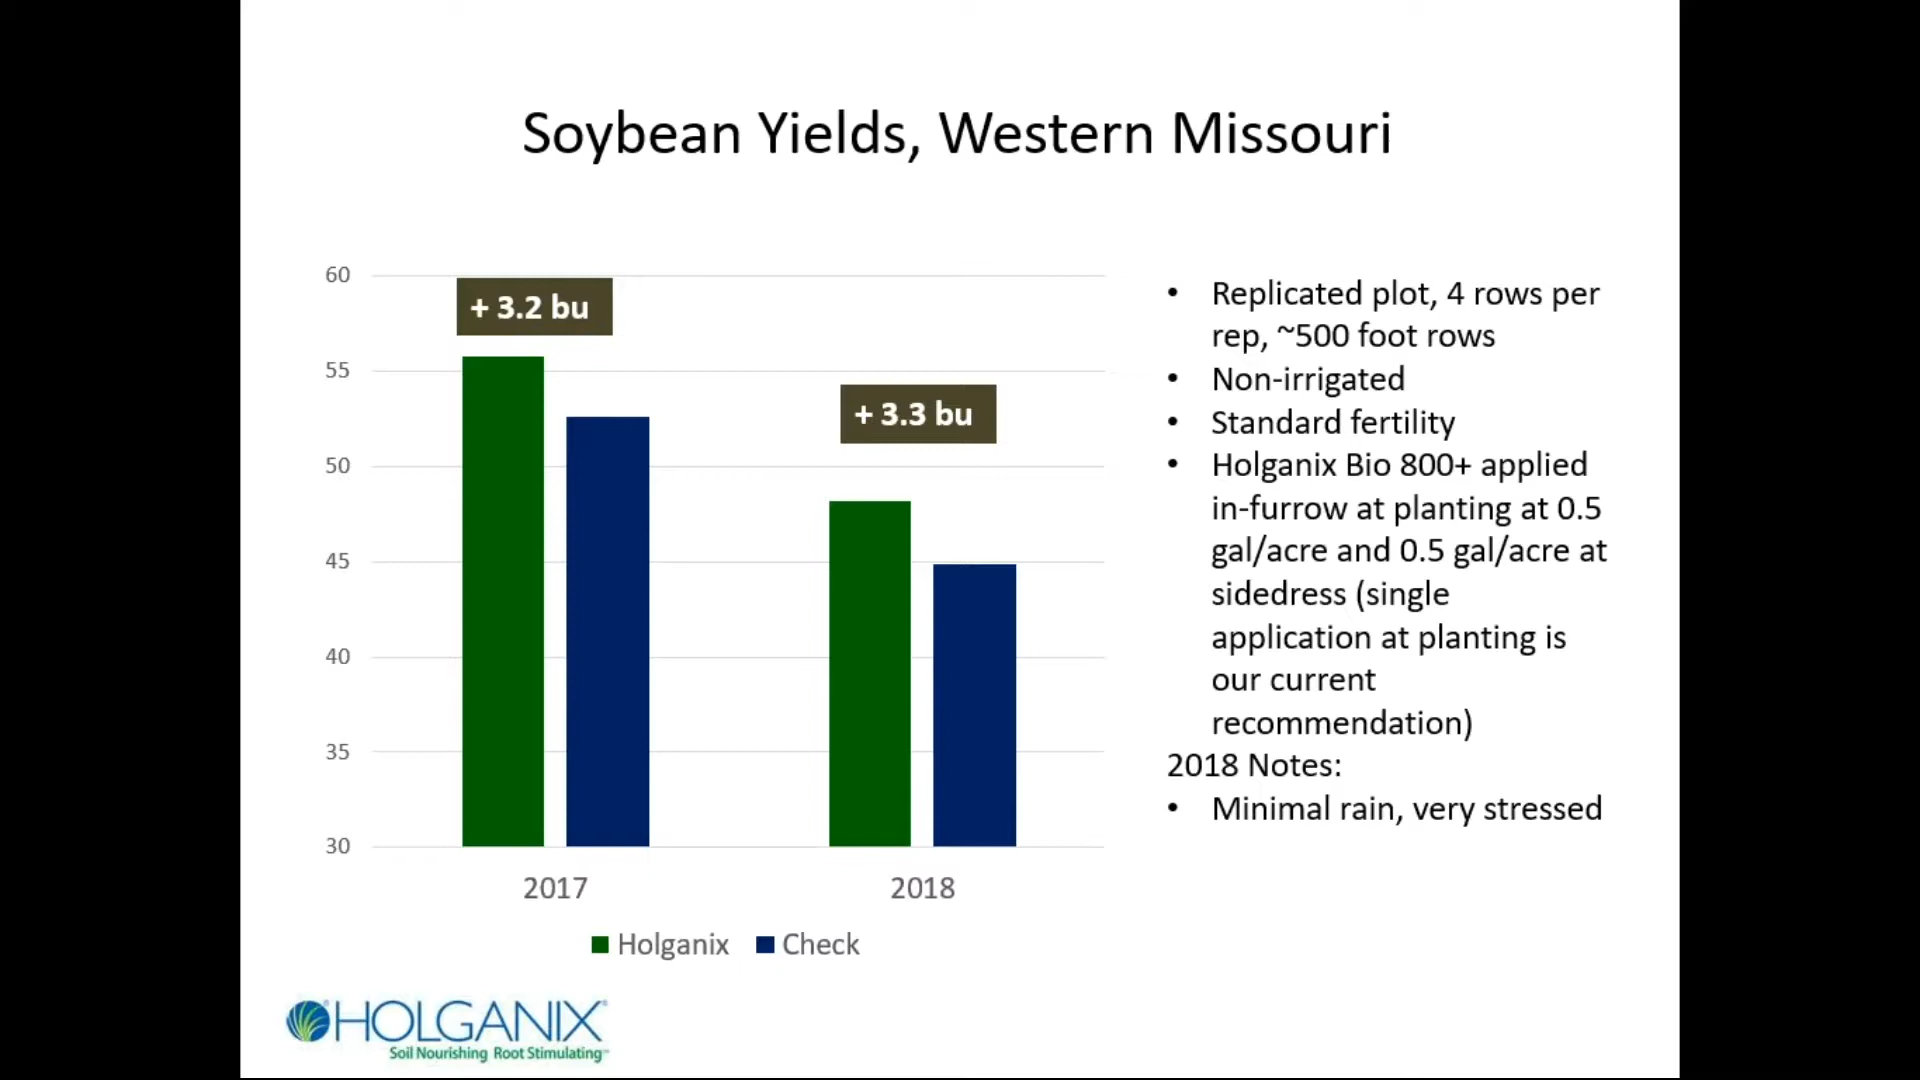 Soybean Yields, Western Missouri
60
55
50
45
40
35
30
+ 3.2 bu
+ 3.3 bu
2017
2018
Holganix
Check
• Replicated plot, 4 rows per
rep, ~500 foot rows
• Non-irrigated
• Standard fertility
• Holganix Bio 800+ applied
in-furrow at planting at 0.5
gal/acre and 0.5 gal/acre at
sidedress (single
application at planting is
our current
recommendation)
2018 Notes:
• Minimal rain, very stressed
HOLGANIX®
Soil Nourishing Root Stimulating™